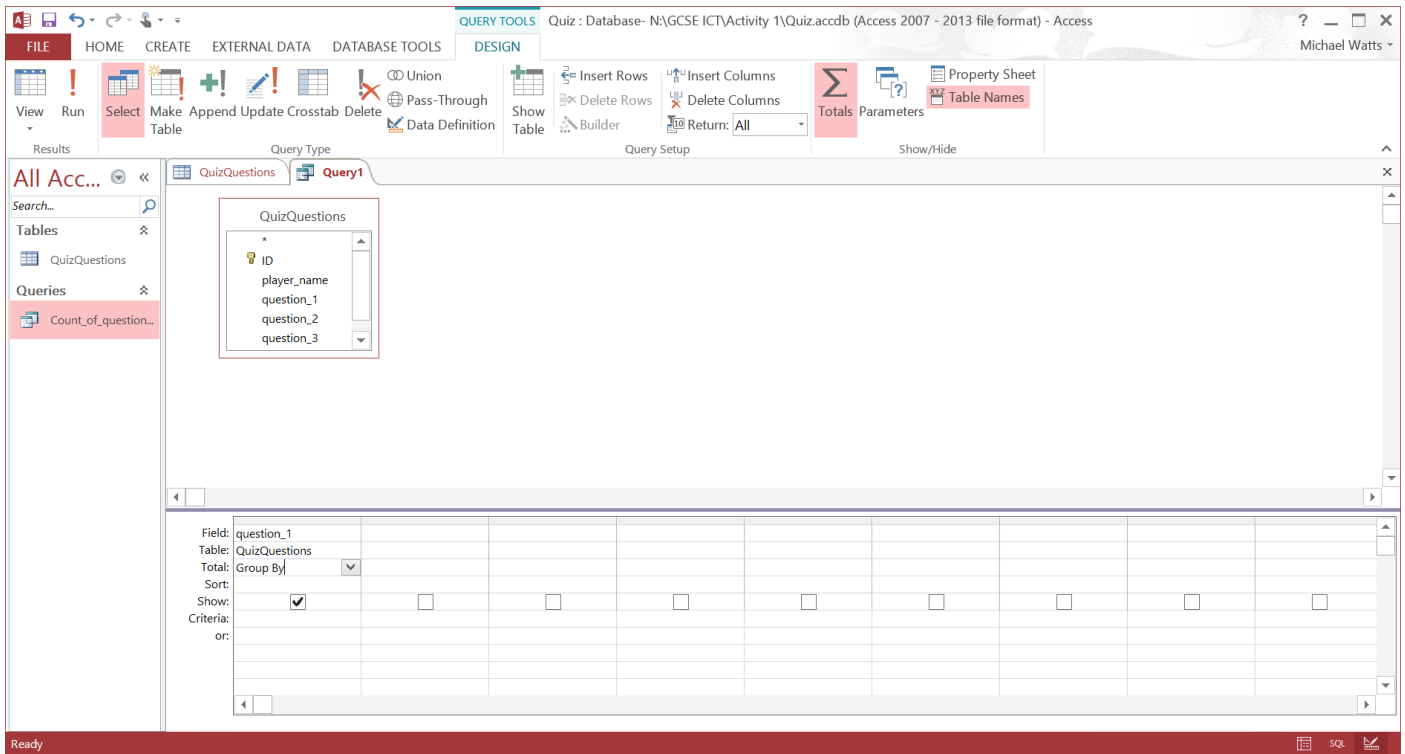 QUERY TOOLS Quiz : Database- N:\GCSE ICT\Activity 1\Quiz.accdb (Access 2007 - 2013 file format) - Access ?
FILE HOME CREATE EXTERNAL DATA DATABASE TOOLS DESIGN Michael Watts
View Run Select Make Table Append Update Crosstab Delete
Union
Pass-Through
Data Definition
Show Table
Insert Rows
Delete Rows
Builder
Insert Columns
Delete Columns
Return: All
Totals Parameters
Property Sheet
Table Names
Results Query Type Query Setup Show/Hide
All Acc... «
Search...
Tables
QuizQuestions
Queries
Count_of_question...
QuizQuestions Query1
QuizQuestions
*
ID
player_name
question_1
question_2
question_3
Field: question_1
Table: QuizQuestions
Total: Group By
Sort:
Show:
Criteria:
or:
Ready SQL